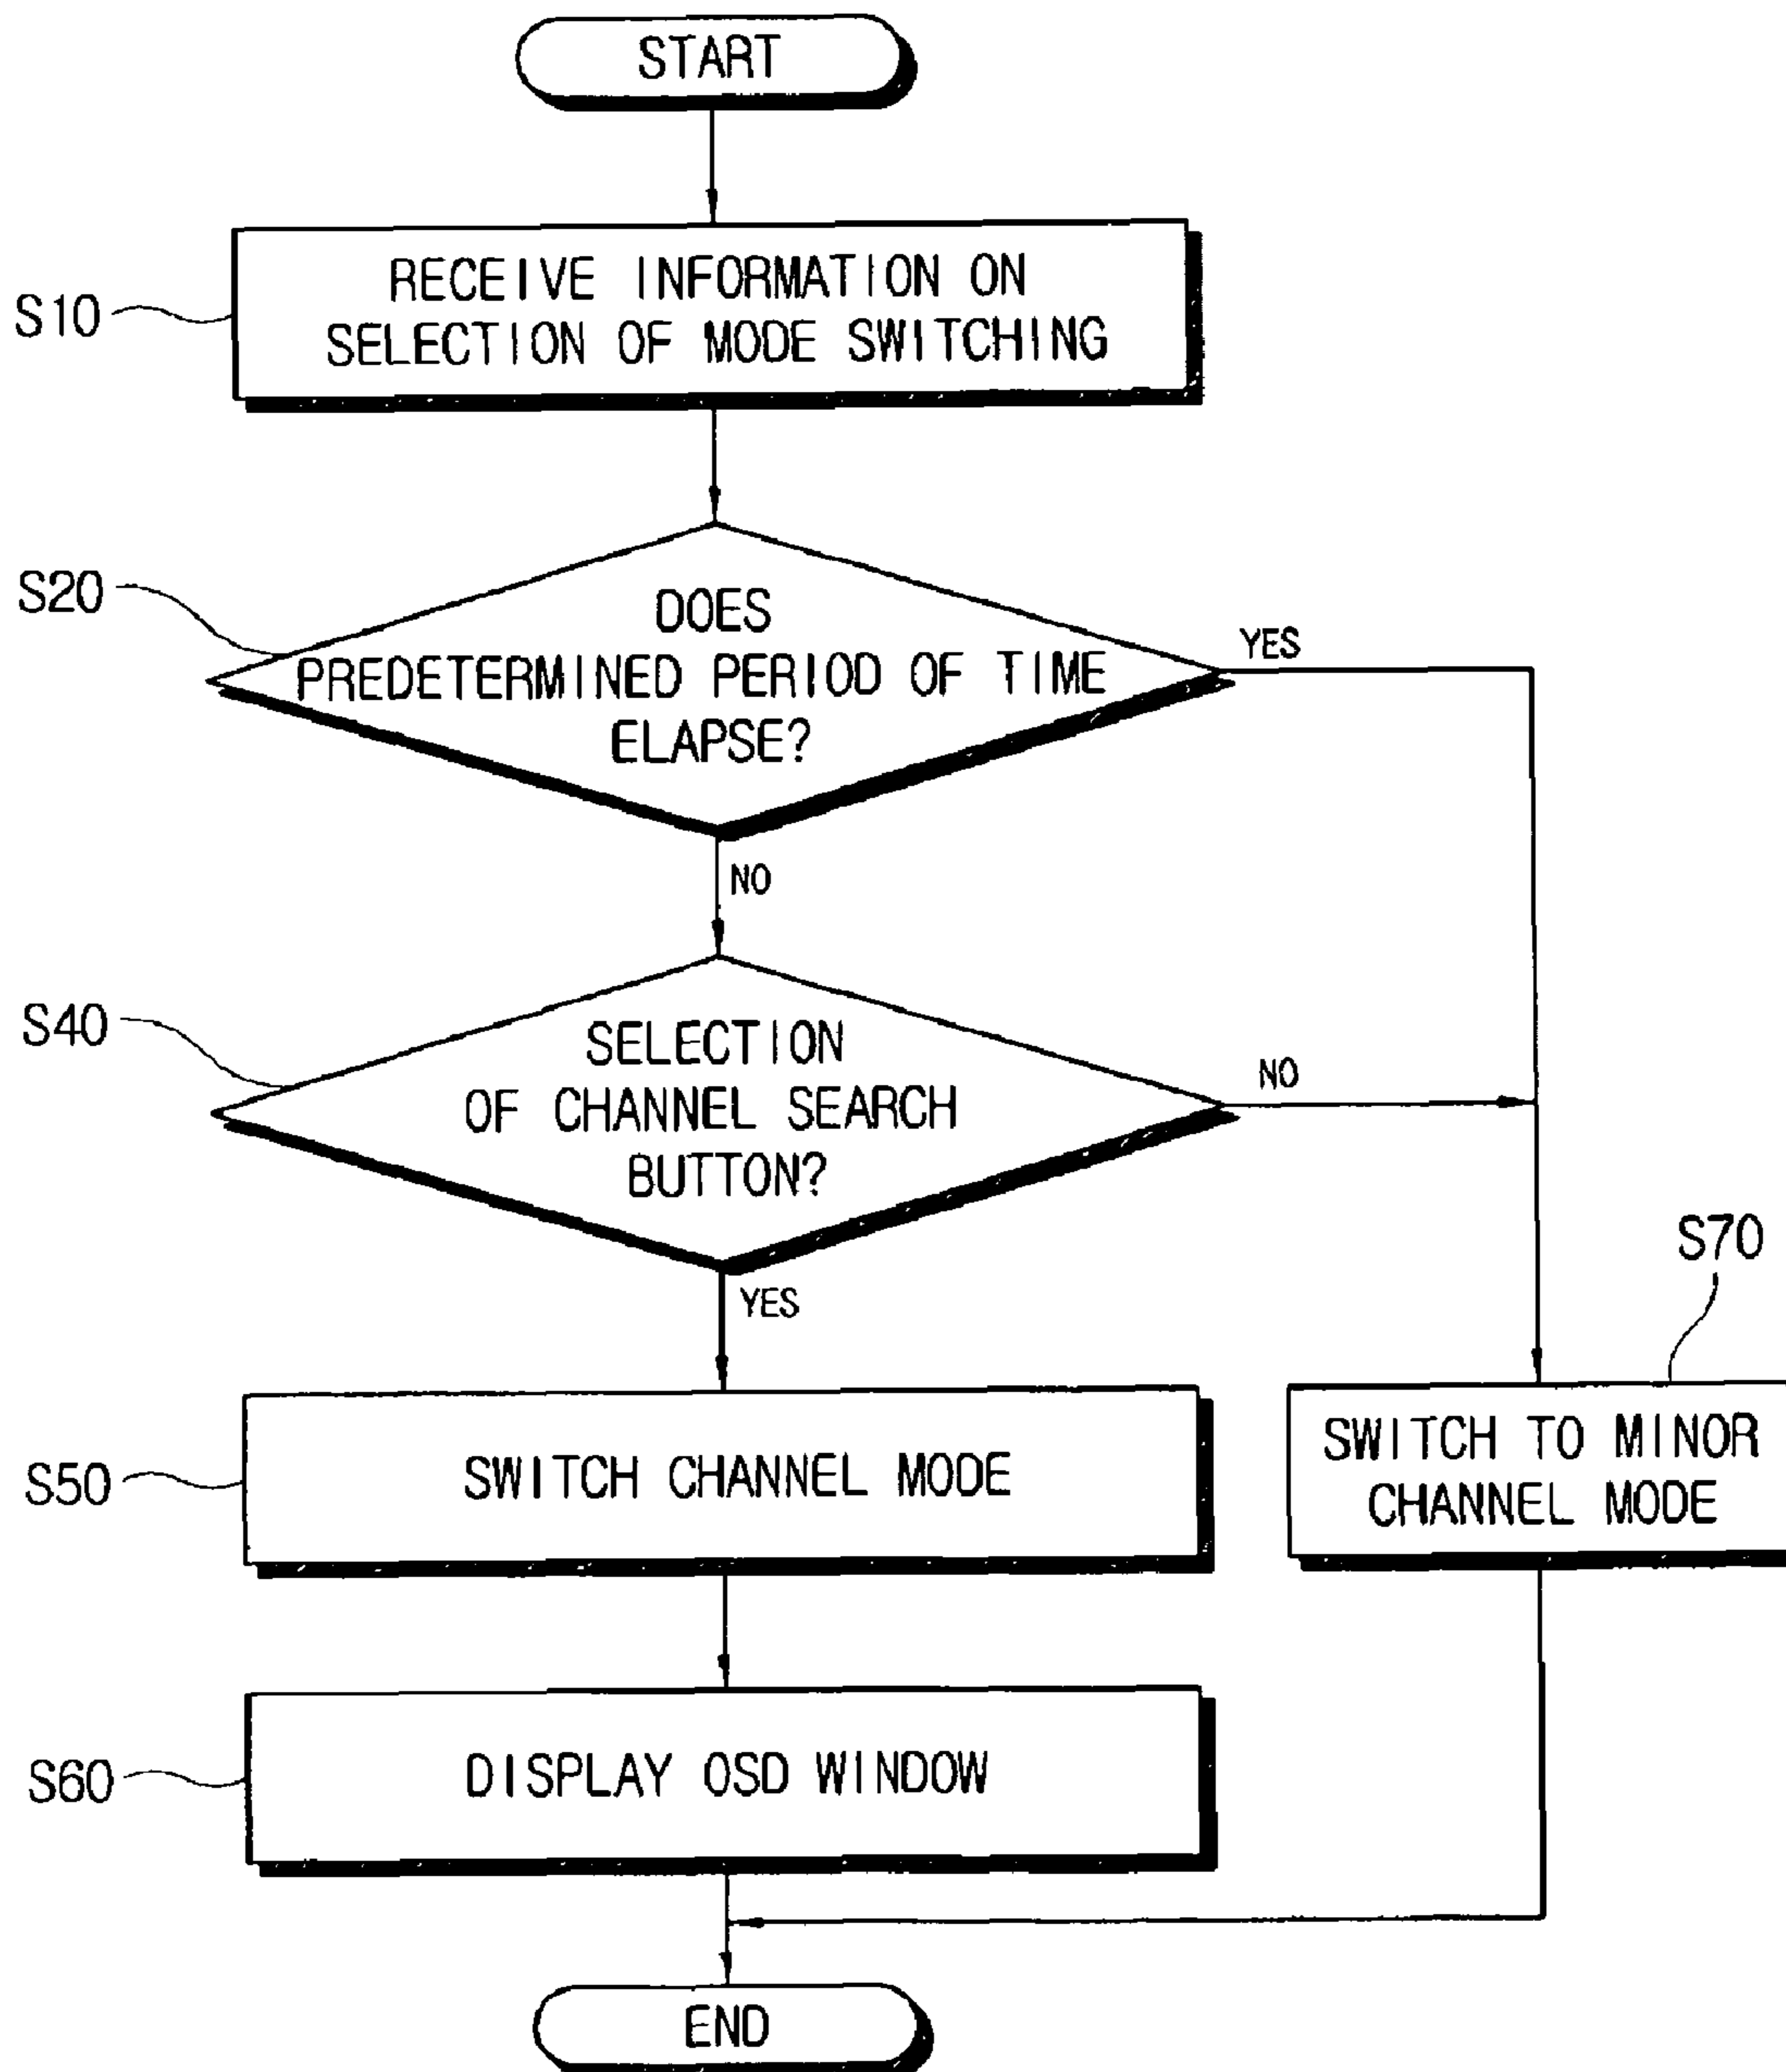 START
S10
RECEIVE INFORMATION ON
SELECTION OF MODE SWITCHING
S20
DOES
PREDETERMINED PERIOD OF TIME
ELAPSE?
YES
NO
S40
SELECTION
OF CHANNEL SEARCH
BUTTON?
NO
YES
S70
S50
SWITCH CHANNEL MODE
SWITCH TO MINOR
CHANNEL MODE
S60
DISPLAY OSD WINDOW
END